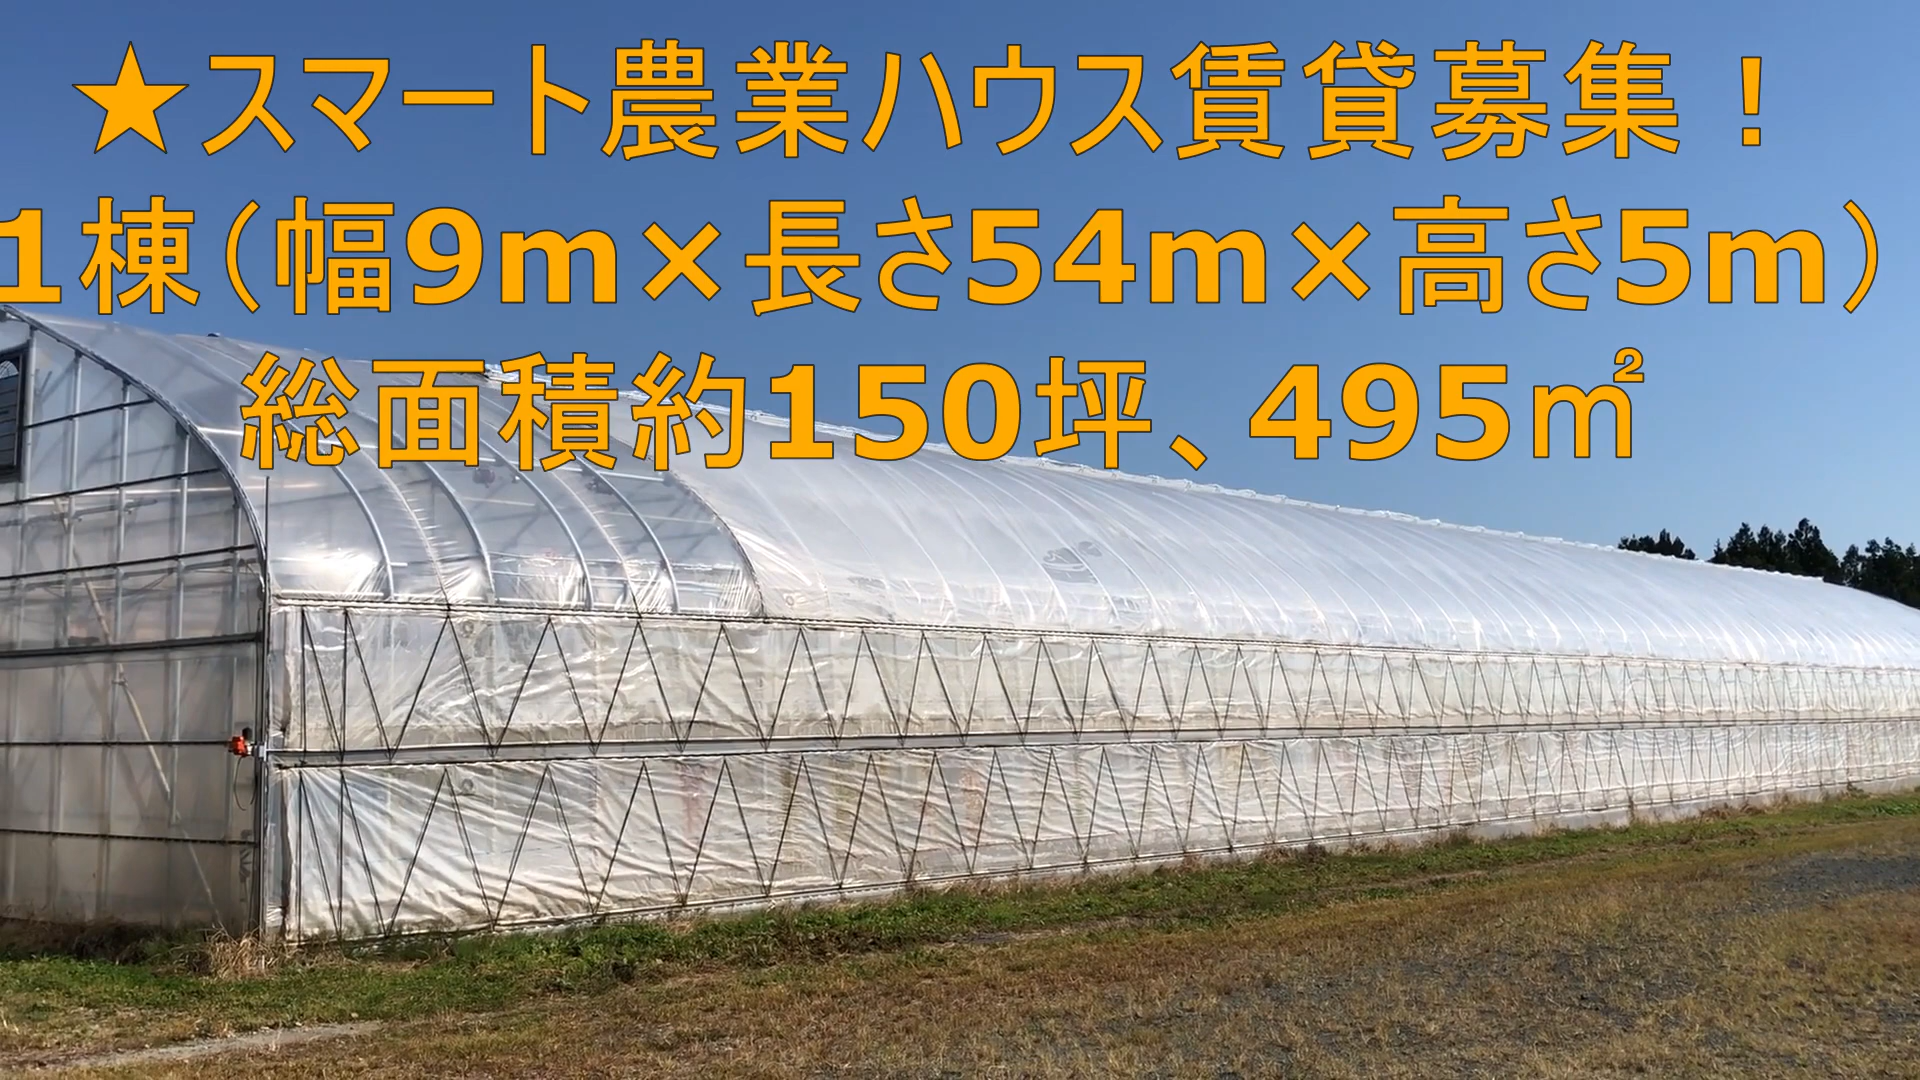 ★スマート農業ハウス賃貸募集！
1棟（幅9m×長さ54m×高さ5m）
総面積約150坪、495㎡